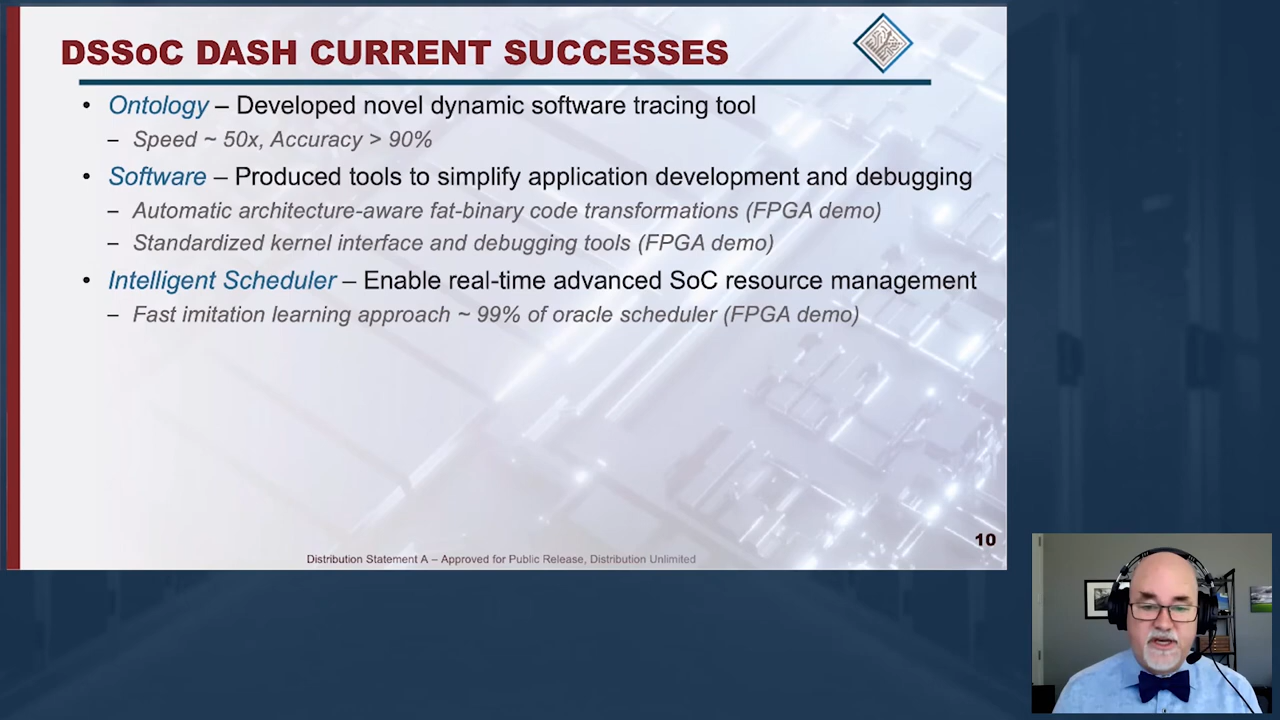 DSSoC DASH CURRENT SUCCESSES
• Ontology – Developed novel dynamic software tracing tool
– Speed ~ 50x, Accuracy > 90%
• Software – Produced tools to simplify application development and debugging
– Automatic architecture-aware fat-binary code transformations (FPGA demo)
– Standardized kernel interface and debugging tools (FPGA demo)
• Intelligent Scheduler – Enable real-time advanced SoC resource management
– Fast imitation learning approach ~ 99% of oracle scheduler (FPGA demo)
10
Distribution Statement A – Approved for Public Release, Distribution Unlimited